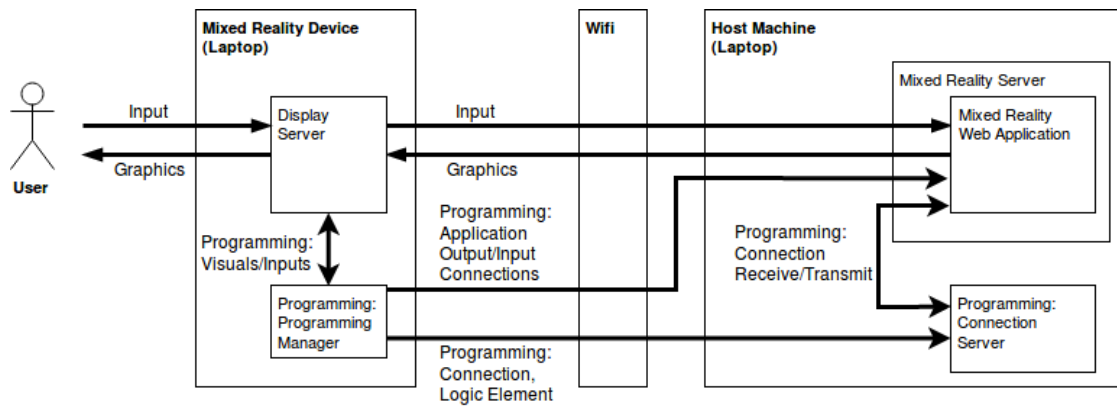 Mixed Reality Device
(Laptop)
Wifi
Host Machine
(Laptop)
Mixed Reality Server
Input
Display
Server
Input
Mixed Reality
Web Application
Graphics
Graphics
User
Programming:
Visuals/Inputs
Programming:
Application
Output/Input
Connections
Programming:
Connection
Receive/Transmit
Programming:
Programming
Manager
Programming:
Connection
Server
Programming:
Connection,
Logic Element